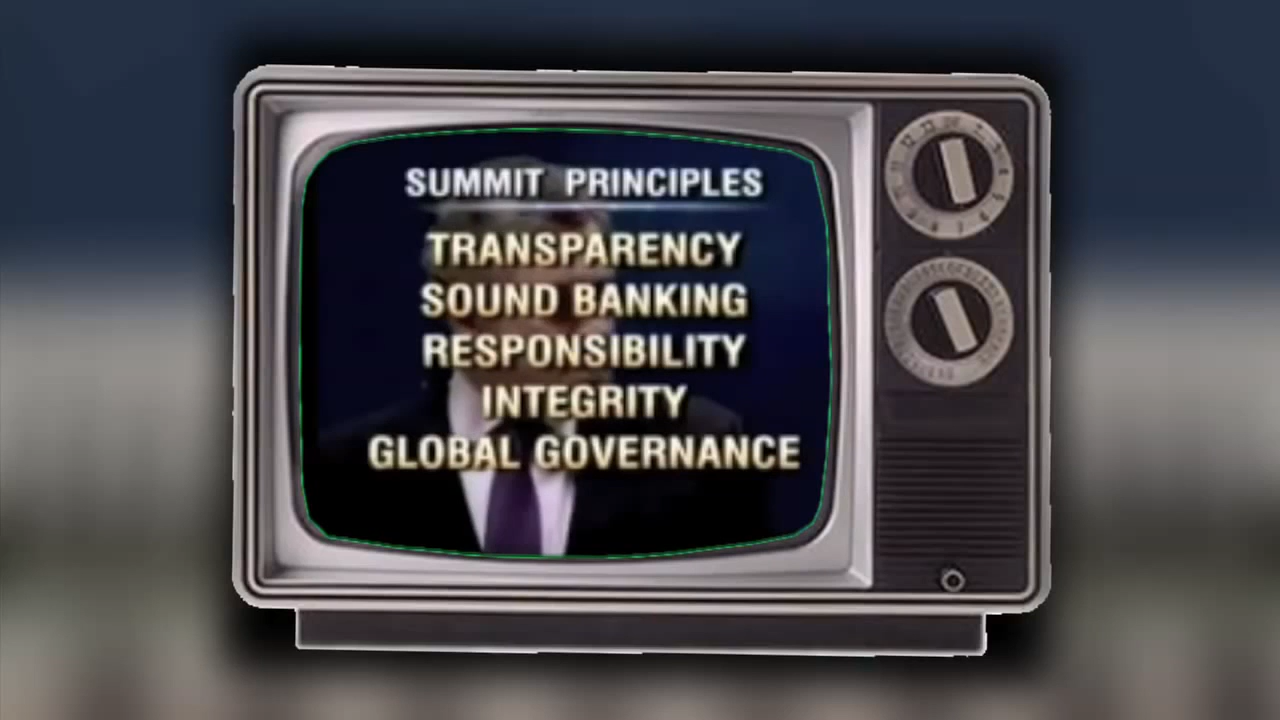 SUMMIT PRINCIPLES
TRANSPARENCY
SOUND BANKING
RESPONSIBILITY
INTEGRITY
GLOBAL GOVERNANCE